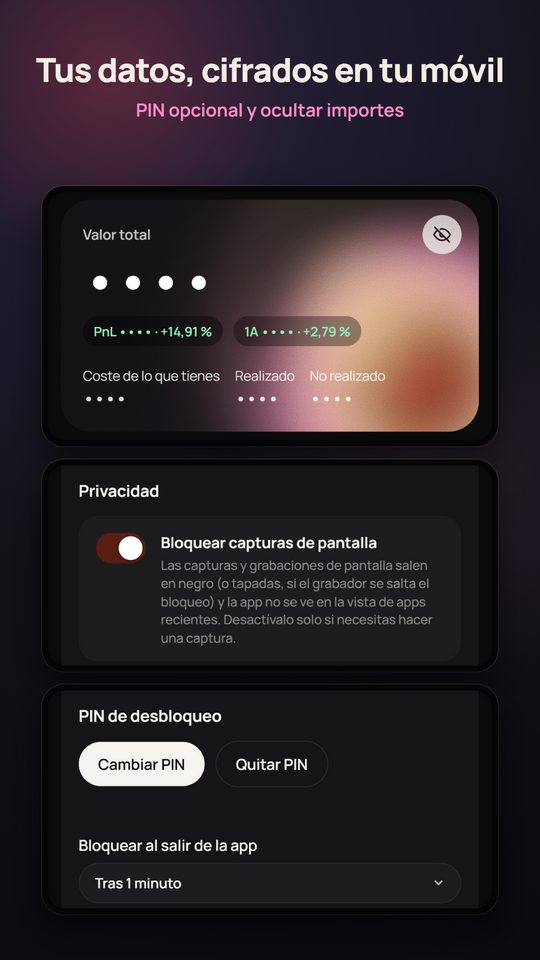 Tus datos, cifrados en tu móvil
PIN opcional y ocultar importes
Valor total
PnL •••• · +14,91 %
1A •••• · +2,79 %
Coste de lo que tienes
Realizado
No realizado
Privacidad
Bloquear capturas de pantalla
Las capturas y grabaciones de pantalla salen
en negro (o tapadas, si el grabador se salta el
bloqueo) y la app no se ve en la vista de apps
recientes. Desactívalo solo si necesitas hacer
una captura.
PIN de desbloqueo
Cambiar PIN
Quitar PIN
Bloquear al salir de la app
Tras 1 minuto